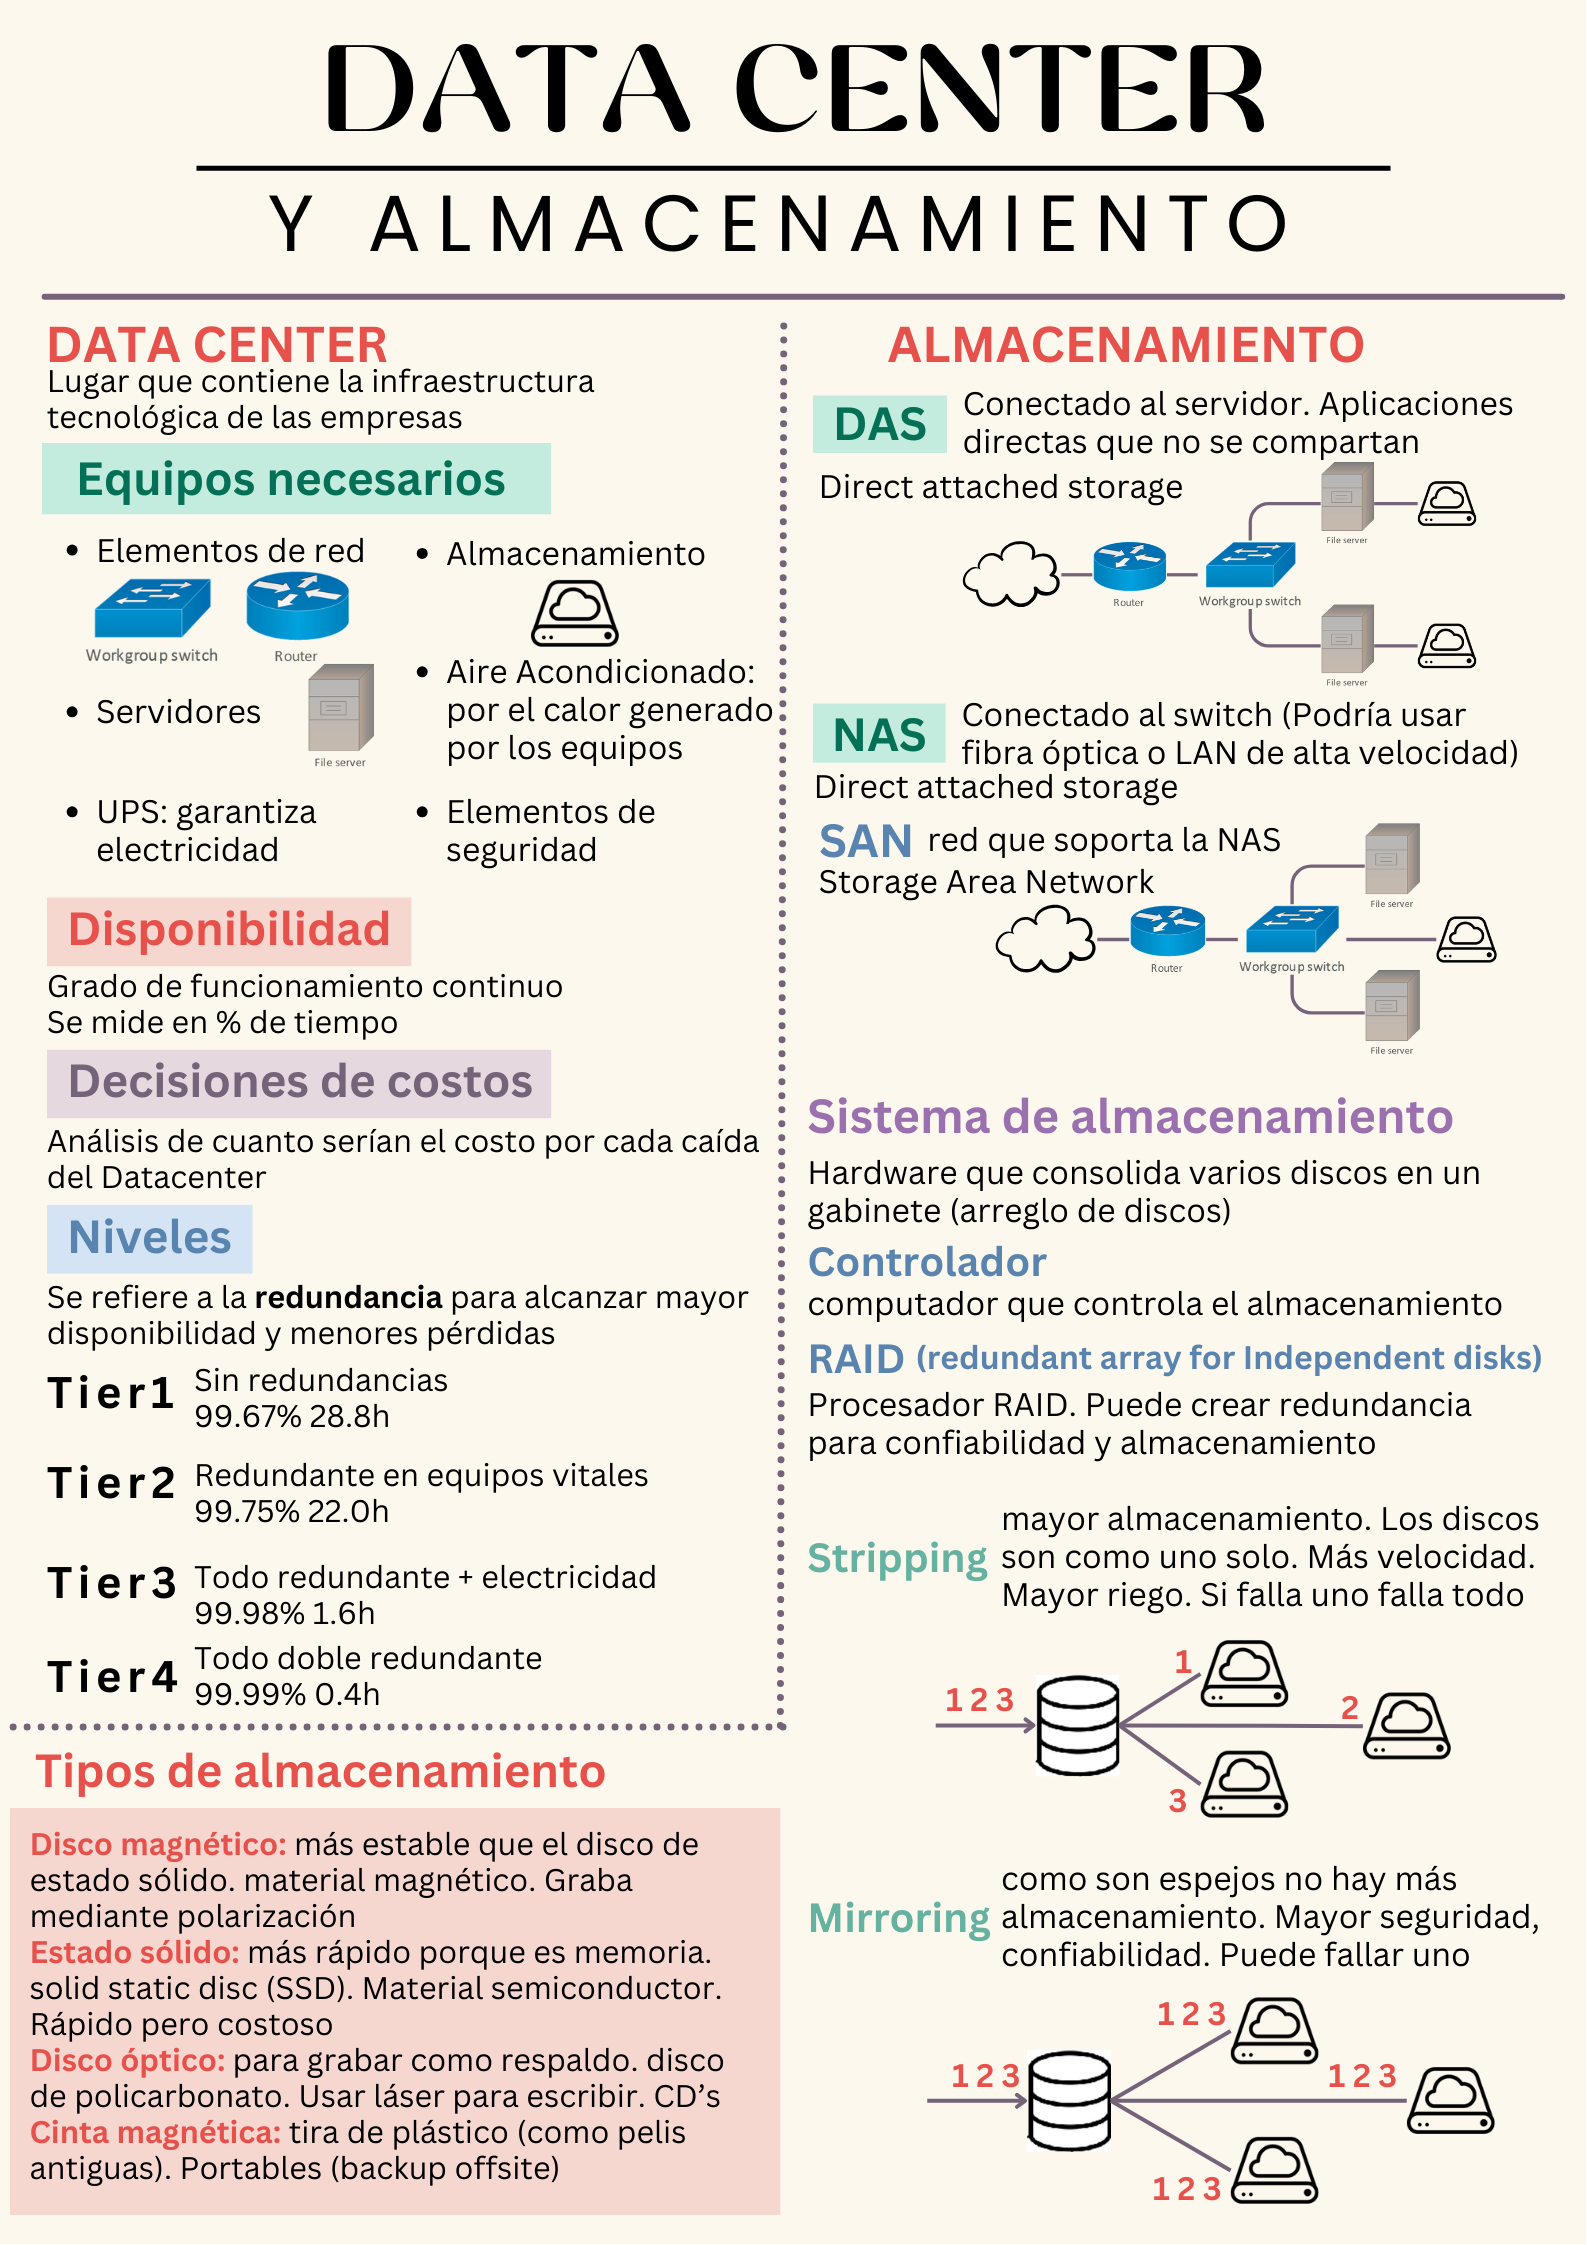 DATA CENTER
Y ALMACENAMIENTO
DATA CENTER
Lugar que contiene la infraestructura
tecnológica de las empresas
Equipos necesarios
• Elementos de red
Workgroup switch
Router
• Servidores
File server
• UPS: garantiza
electricidad
• Almacenamiento
• Aire Acondicionado:
por el calor generado
por los equipos
• Elementos de
seguridad
Disponibilidad
Grado de funcionamiento continuo
Se mide en % de tiempo
Decisiones de costos
Análisis de cuanto serían el costo por cada caída
del Datacenter
Niveles
Se refiere a la redundancia para alcanzar mayor
disponibilidad y menores pérdidas
Tier1
Sin redundancias
99.67% 28.8h
Tier2
Redundante en equipos vitales
99.75% 22.0h
Tier3
Todo redundante + electricidad
99.98% 1.6h
Tier4
Todo doble redundante
99.99% 0.4h
Tipos de almacenamiento
Disco magnético: más estable que el disco de
estado sólido. material magnético. Graba
mediante polarización
Estado sólido: más rápido porque es memoria.
solid static disc (SSD). Material semiconductor.
Rápido pero costoso
Disco óptico: para grabar como respaldo. disco
de policarbonato. Usar láser para escribir. CD's
Cinta magnética: tira de plástico (como pelis
antiguas). Portables (backup offsite)
ALMACENAMIENTO
DAS
Conectado al servidor. Aplicaciones
directas que no se compartan
Direct attached storage
File server
Router
Workgroup switch
File server
NAS
Conectado al switch (Podría usar
fibra óptica o LAN de alta velocidad)
Direct attached storage
SAN red que soporta la NAS
Storage Area Network
File server
Router
Workgroup switch
File server
Sistema de almacenamiento
Hardware que consolida varios discos en un
gabinete (arreglo de discos)
Controlador
computador que controla el almacenamiento
RAID (redundant array for Independent disks)
Procesador RAID. Puede crear redundancia
para confiabilidad y almacenamiento
Stripping
mayor almacenamiento. Los discos
son como uno solo. Más velocidad.
Mayor riego. Si falla uno falla todo
1
1 2 3
2
3
Mirroring
como son espejos no hay más
almacenamiento. Mayor seguridad,
confiabilidad. Puede fallar uno
1 2 3
1 2 3
1 2 3
1 2 3